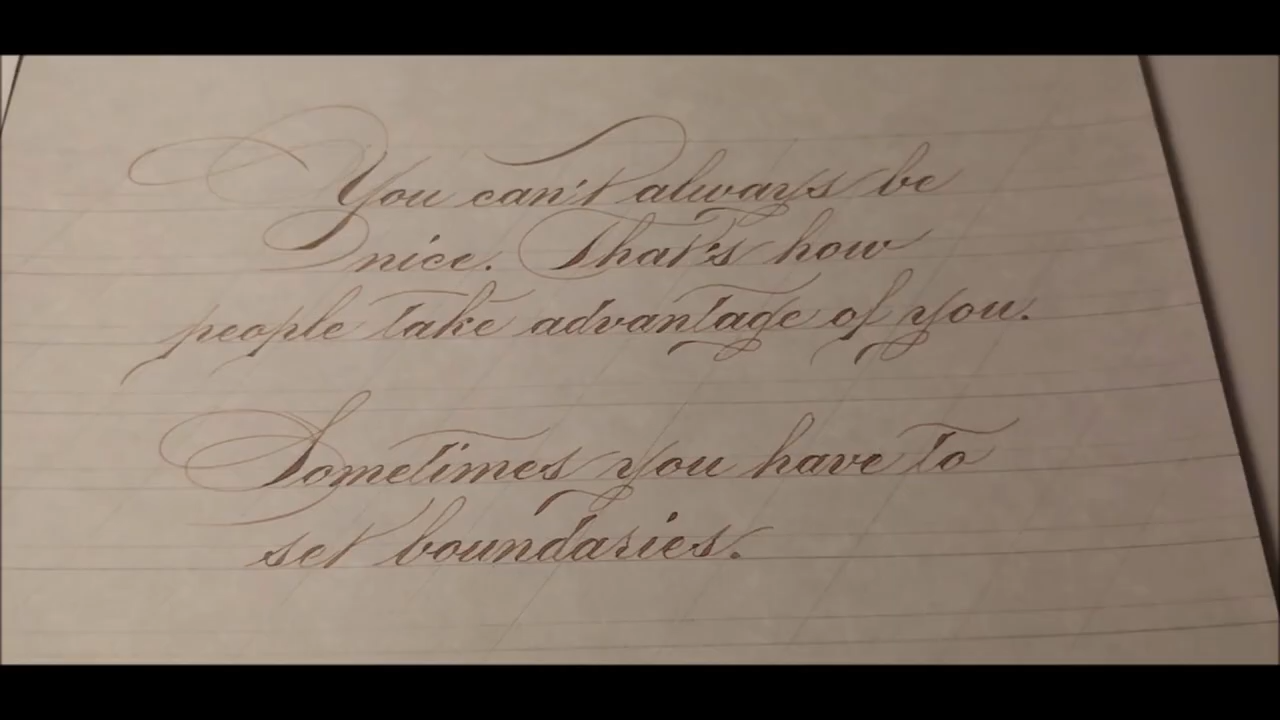 You can't always be
nice. That's how
people take advantage of you.
Sometimes you have to
set boundaries.